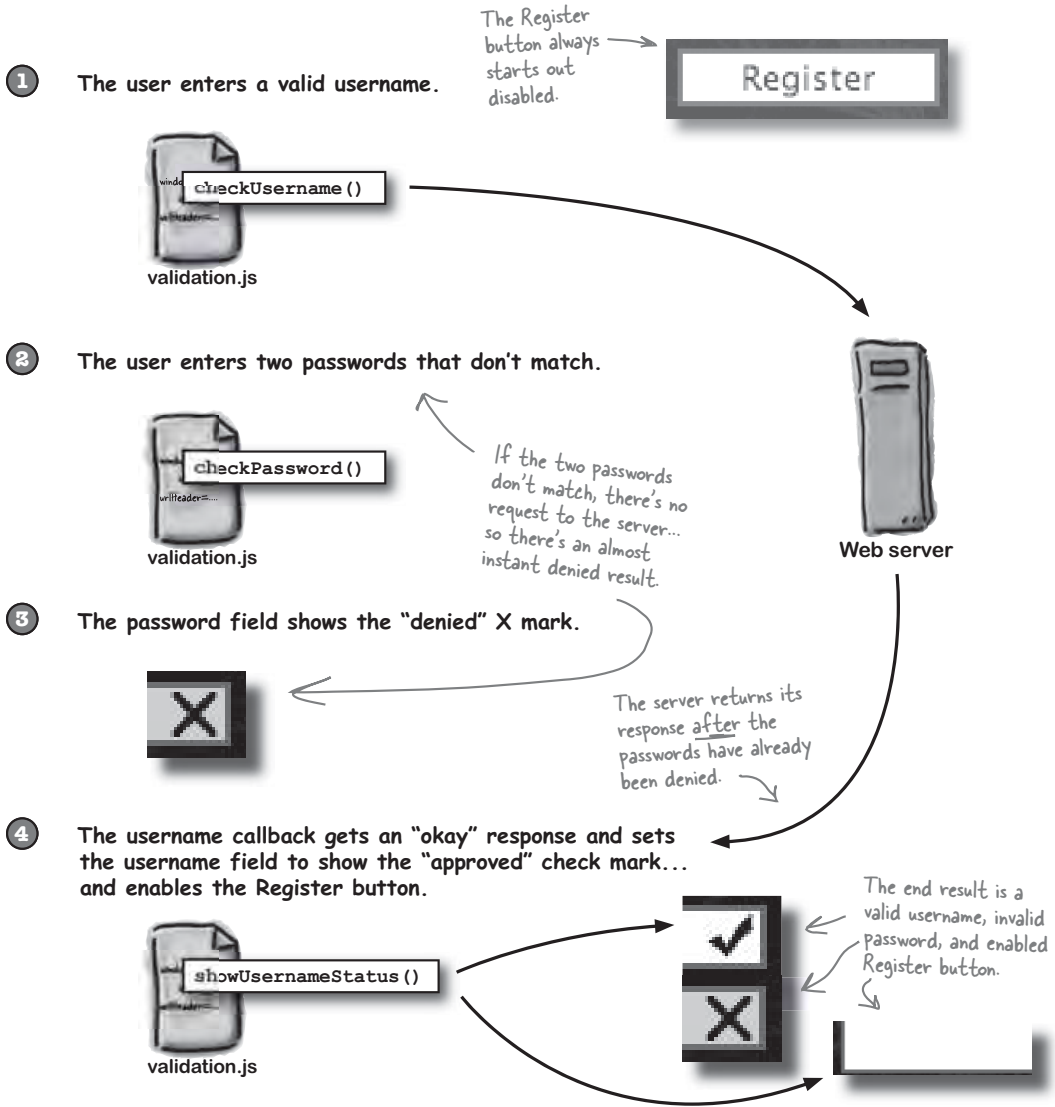 The Register
button always
starts out
disabled.
Register
1 The user enters a valid username.
checkUsername()
validation.js
2 The user enters two passwords that don't match.
checkPassword()
urlHeader=....
validation.js
If the two passwords
don't match, there's no
request to the server...
so there's an almost
instant denied result.
Web server
3 The password field shows the “denied” X mark.
The server returns its
response after the
passwords have already
been denied.
4 The username callback gets an “okay” response and sets
the username field to show the “approved” check mark...
and enables the Register button.
showUsernameStatus()
validation.js
The end result is a
valid username, invalid
password, and enabled
Register button.